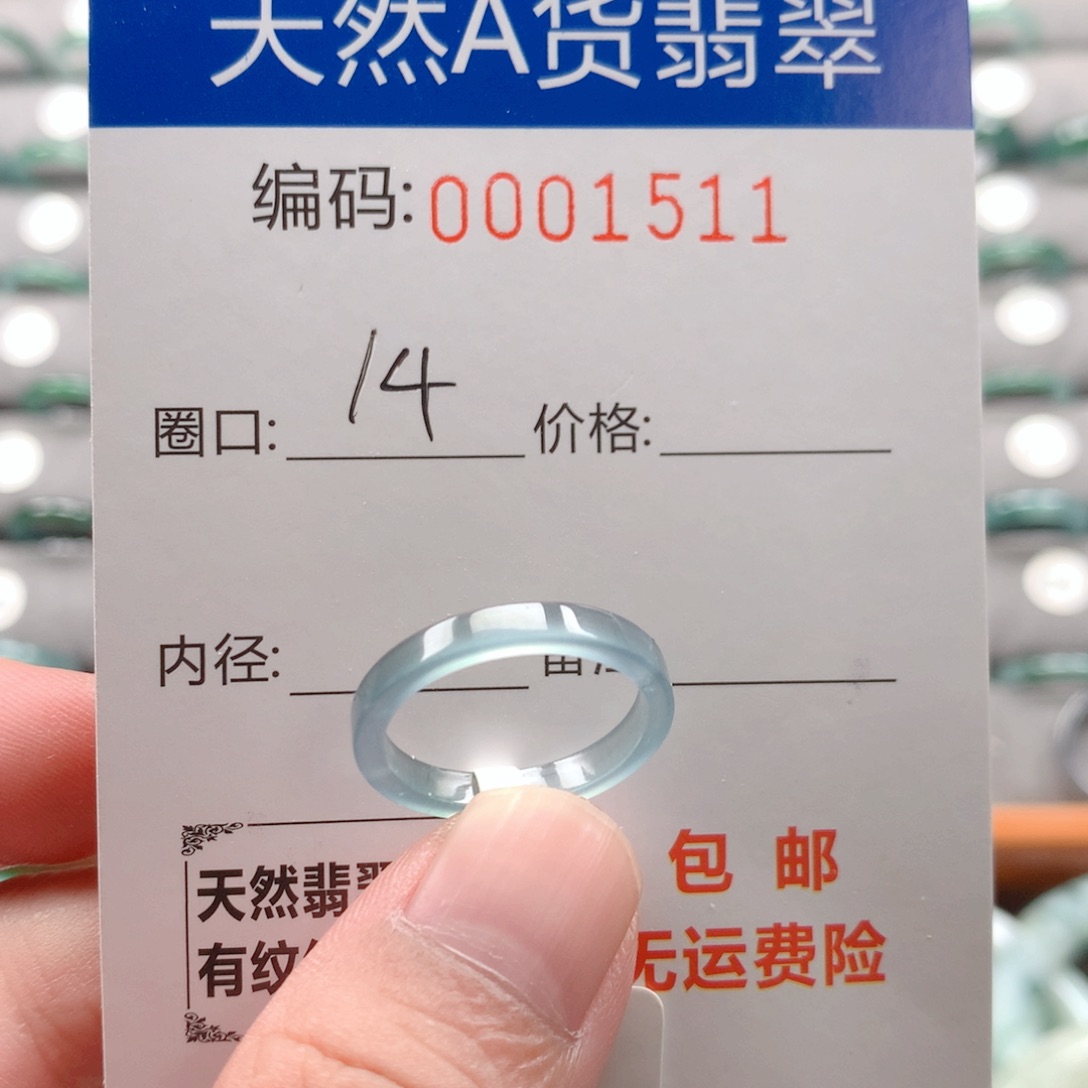 天然A货翡翠
编码:0001511
圈口: 14 价格:
内径:
天然翡
包 邮
有纹
无运费险